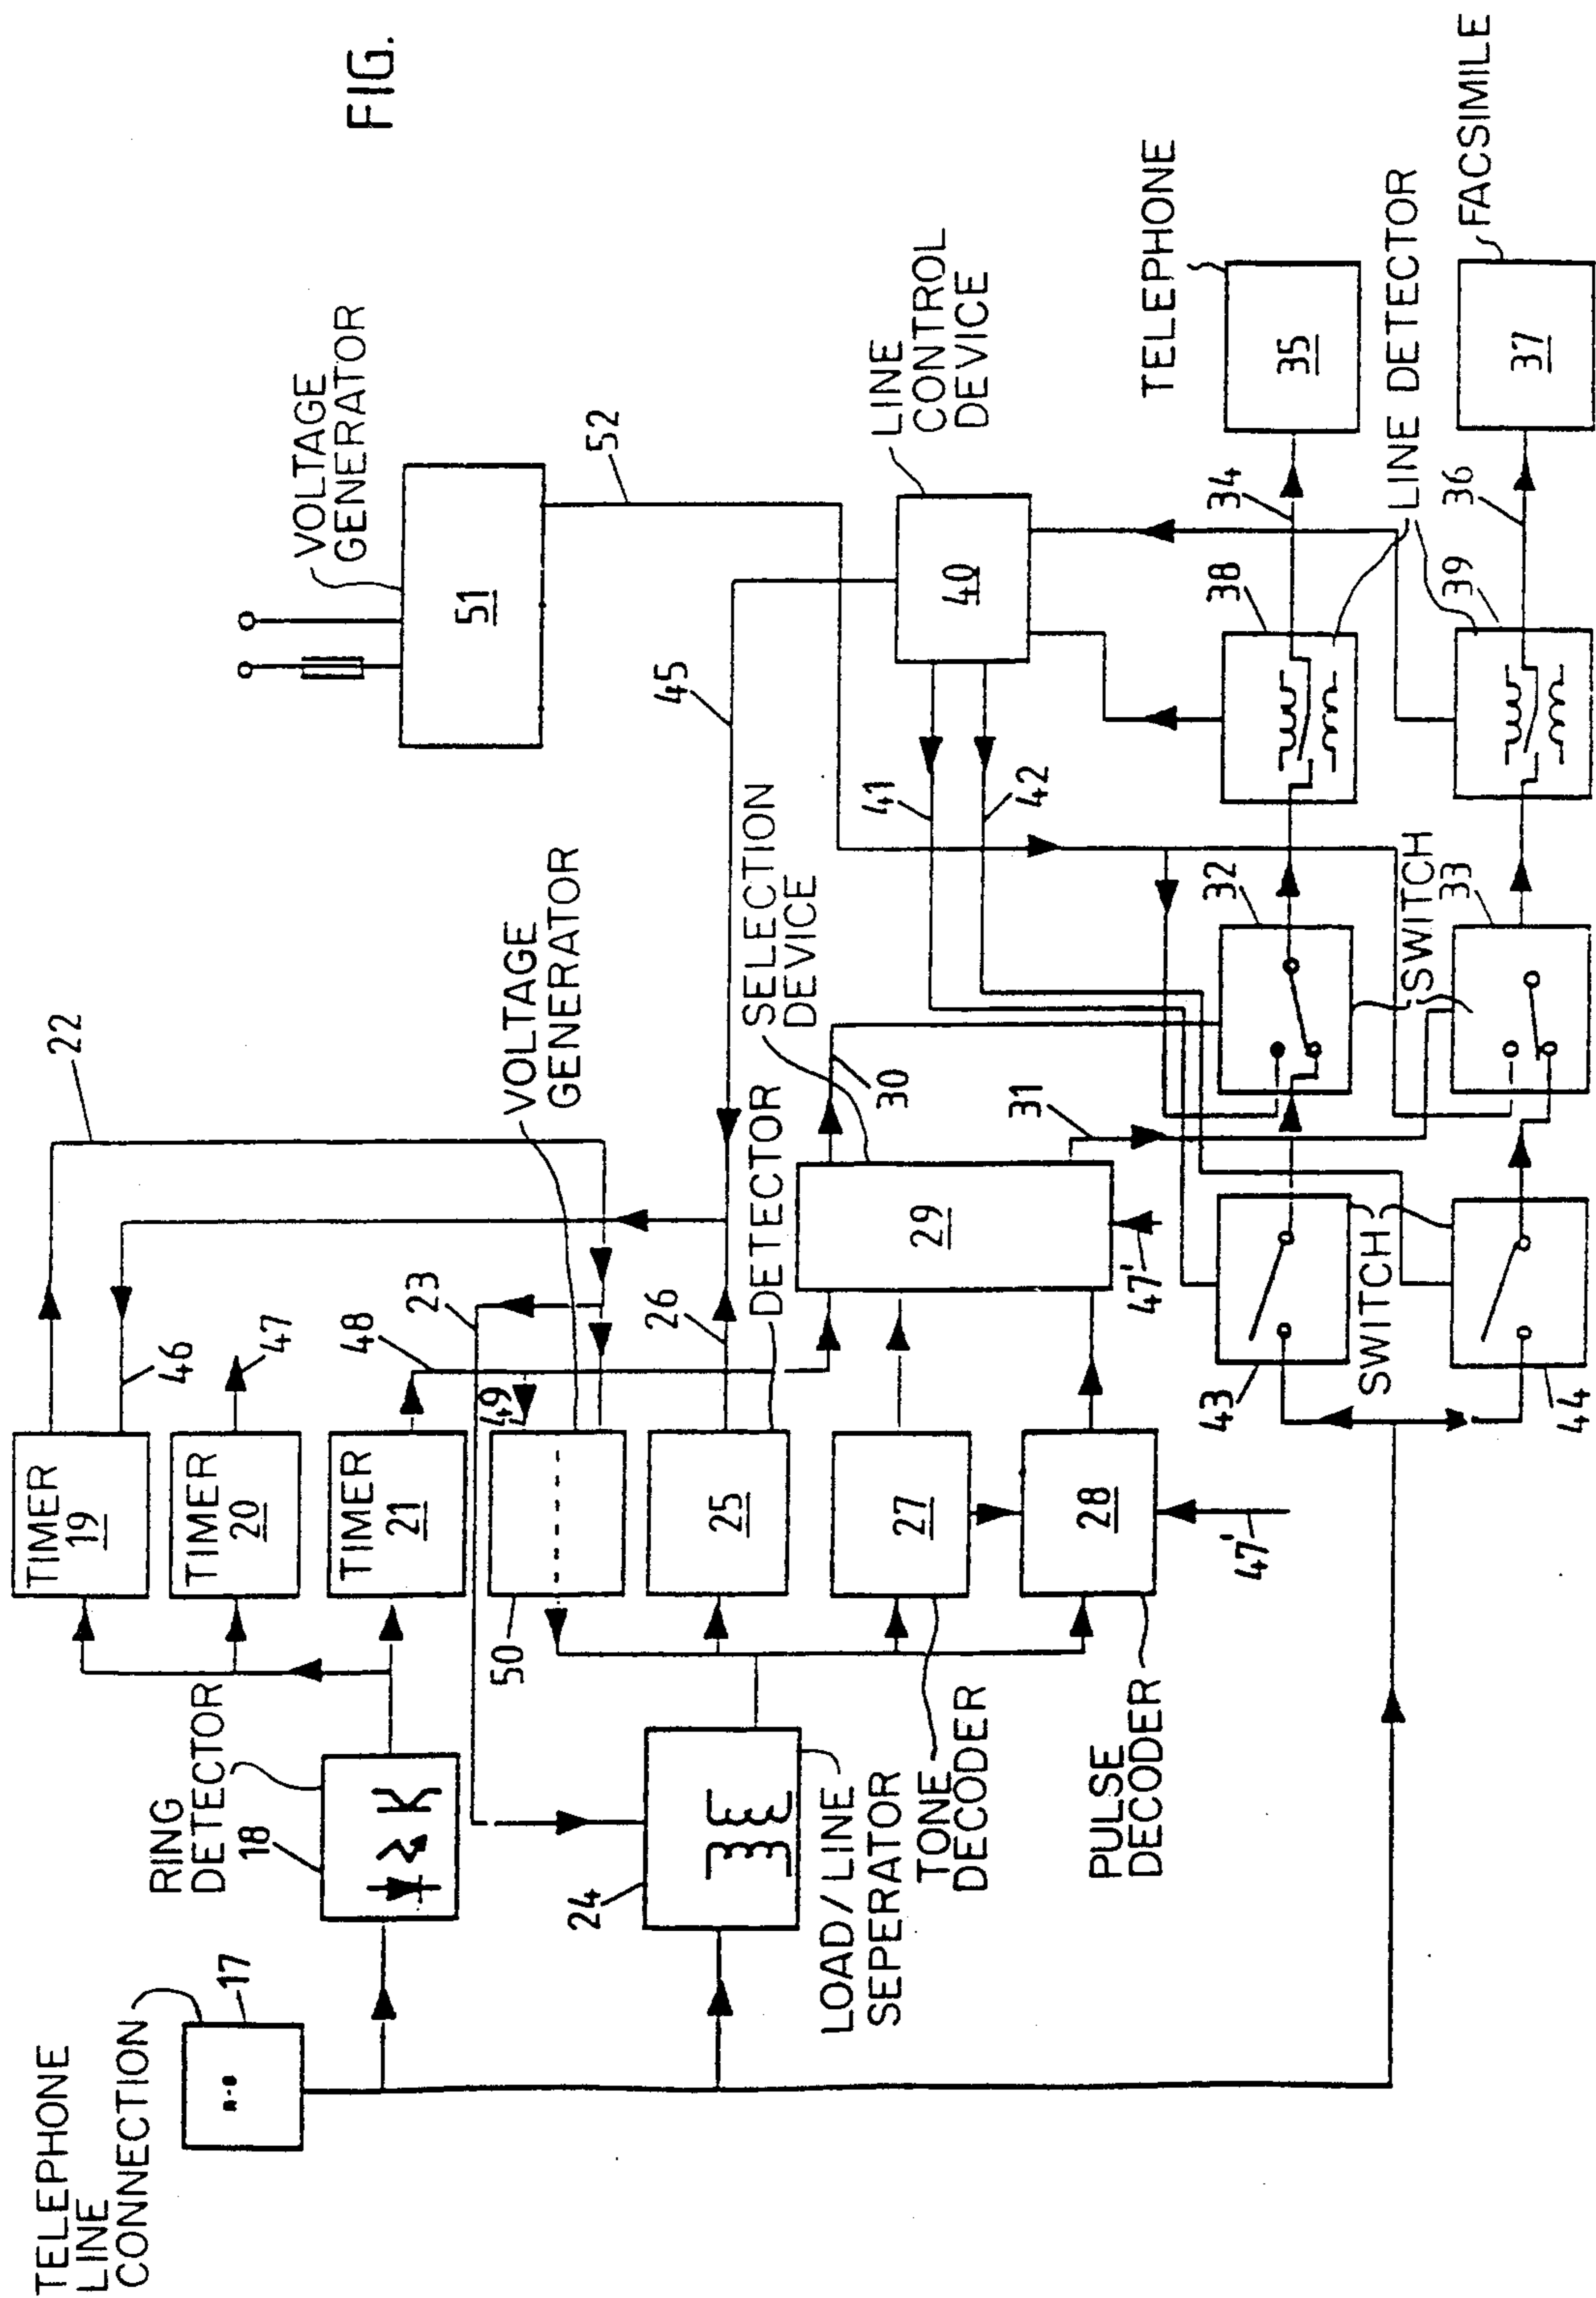 FIG.
TELEPHONE
LINE
CONNECTION
17
RING
DETECTOR
18
TIMER
19
TIMER
20
TIMER
21
22
46
47
48
23
49
50
VOLTAGE
GENERATOR
24
LOAD/LINE
SEPERATOR
25
26
DETECTOR
TONE
DECODER
27
PULSE
DECODER
28
47'
29
47'
SELECTION
DEVICE
30
31
45
VOLTAGE
GENERATOR
51
52
LINE
CONTROL
DEVICE
40
41
42
43
44
SWITCH
32
33
SWITCH
38
39
LINE DETECTOR
34
36
TELEPHONE
35
FACSIMILE
37